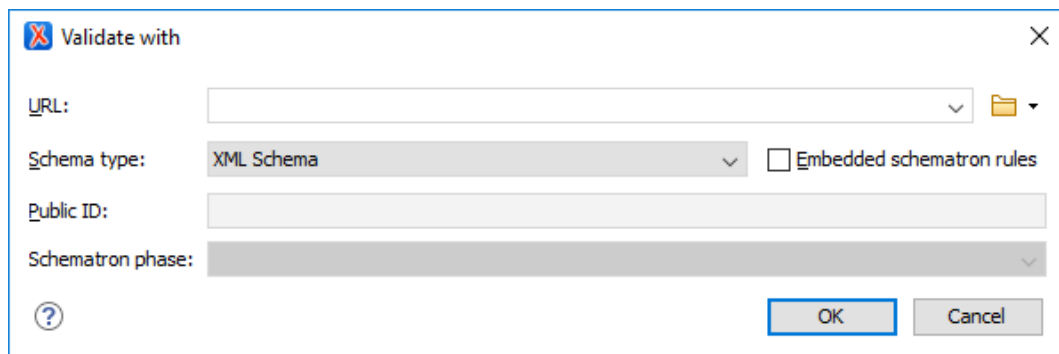 Validate with
URL:
Schema type: XML Schema Embedded schematron rules
Public ID:
Schematron phase:
? OK Cancel